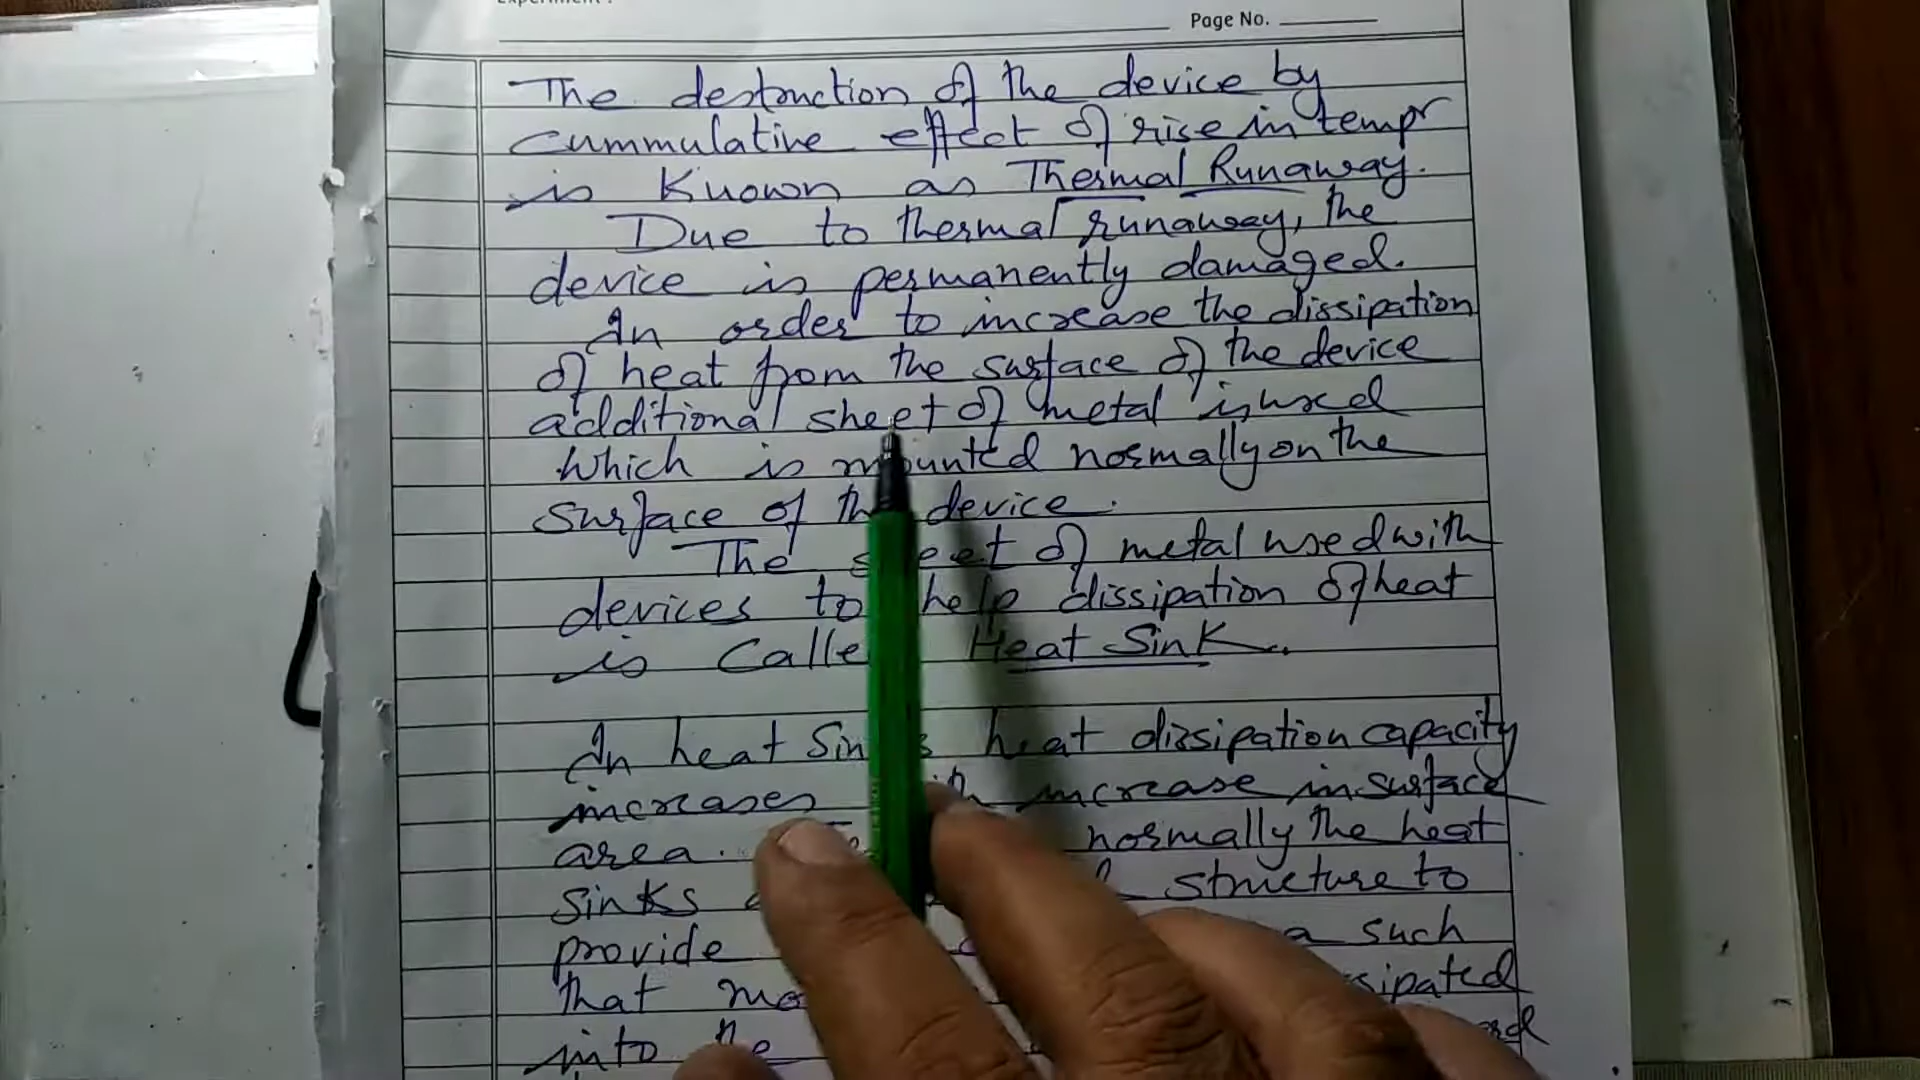 Page No.
The destruction of the device by
cummulative effect of rise in tempr
is Known as Thermal Runaway.
Due to thermal runaway, the
device is permanently damaged.
In order to increase the dissipation
of heat from the surface of the device
additional sheet of metal is used
which is mounted normally on the
surface of the device.
The sheet of metal used with
devices to help dissipation of heat
is Called Heat Sink.
In heat Sinks heat dissipation capacity
increases with increase in surface
area. normally the heat
sinks structure to
provide such
that
into the